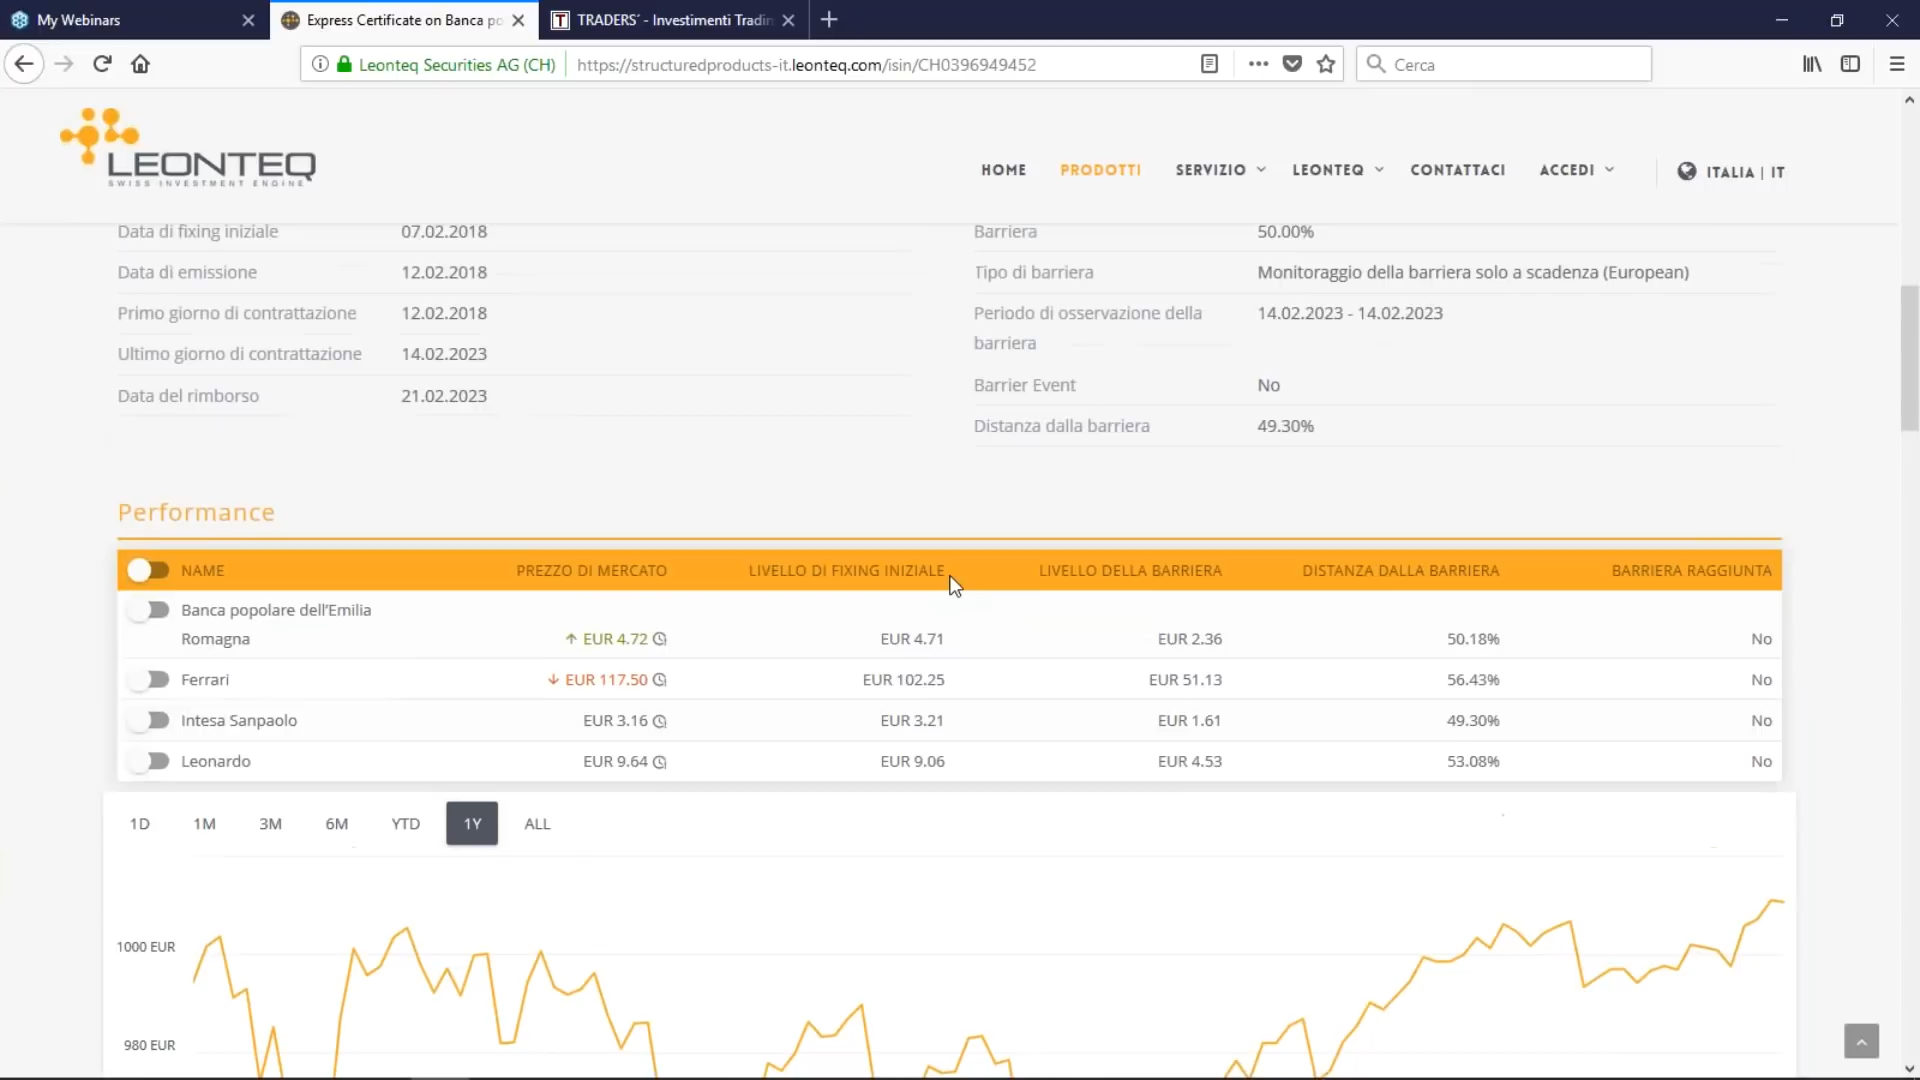 My Webinars
Express Certificate on Banca po
TRADERS´ - Investimenti Tradin
Leonteq Securities AG (CH)
https://structuredproducts-it.leonteq.com/isin/CH0396949452
Cerca
LEONTEQ
SWISS INVESTMENT ENGINE
HOME PRODOTTI SERVIZIO LEONTEQ CONTATTACI ACCEDI ITALIA | IT
Data di fixing iniziale 07.02.2018
Data di emissione 12.02.2018
Primo giorno di contrattazione 12.02.2018
Ultimo giorno di contrattazione 14.02.2023
Data del rimborso 21.02.2023
Barriera 50.00%
Tipo di barriera Monitoraggio della barriera solo a scadenza (European)
Periodo di osservazione della 14.02.2023 - 14.02.2023
barriera
Barrier Event No
Distanza dalla barriera 49.30%
Performance
NAME PREZZO DI MERCATO LIVELLO DI FIXING INIZIALE LIVELLO DELLA BARRIERA DISTANZA DALLA BARRIERA BARRIERA RAGGIUNTA
Banca popolare dell'Emilia
Romagna EUR 4.72 EUR 4.71 EUR 2.36 50.18% No
Ferrari EUR 117.50 EUR 102.25 EUR 51.13 56.43% No
Intesa Sanpaolo EUR 3.16 EUR 3.21 EUR 1.61 49.30% No
Leonardo EUR 9.64 EUR 9.06 EUR 4.53 53.08% No
1D 1M 3M 6M YTD 1Y ALL
1000 EUR
980 EUR